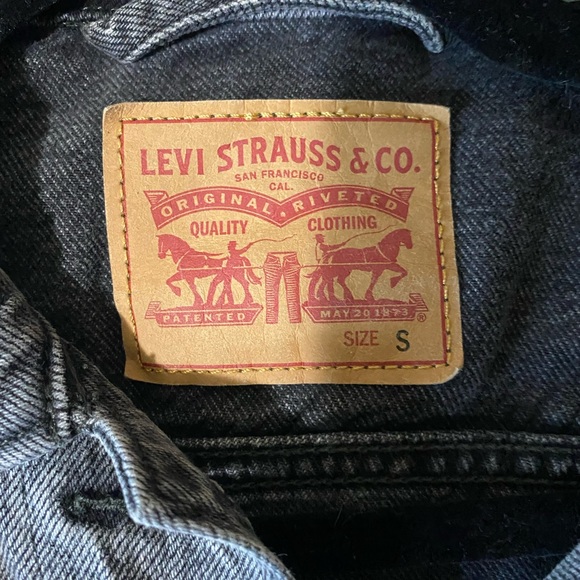 LEVI STRAUSS & CO.
SAN FRANCISCO
CAL.
ORIGINAL RIVETED
QUALITY CLOTHING
PATENTED MAY 20 1873 ®
SIZE S